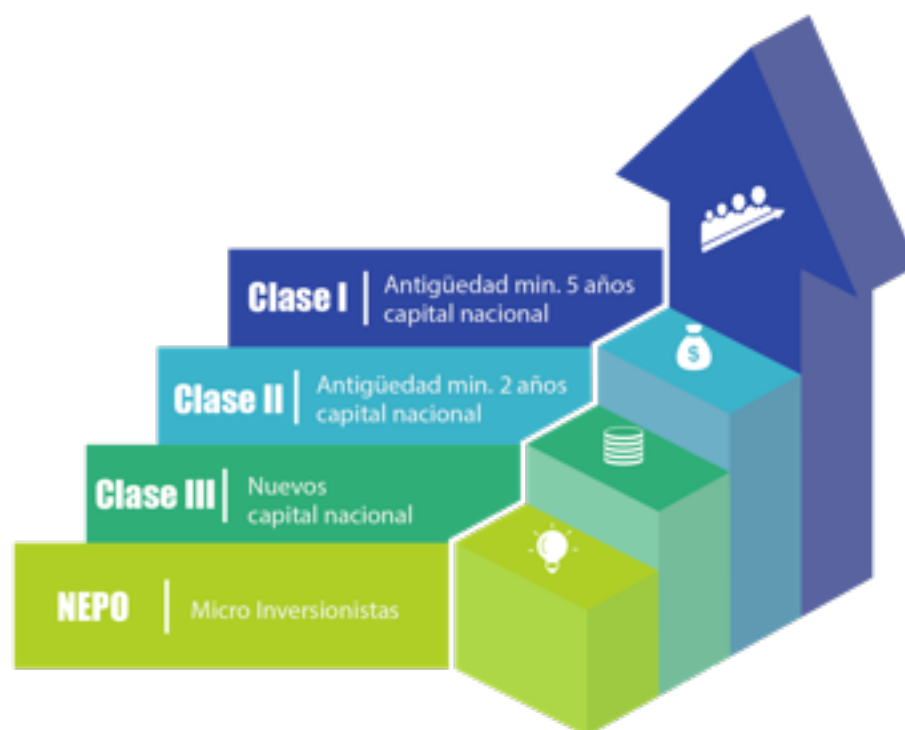 Clase I
Antigüedad min. 5 años
capital nacional
Clase II
Antigüedad min. 2 años
capital nacional
Clase III
Nuevos
capital nacional
NEPO
Micro Inversionistas
$